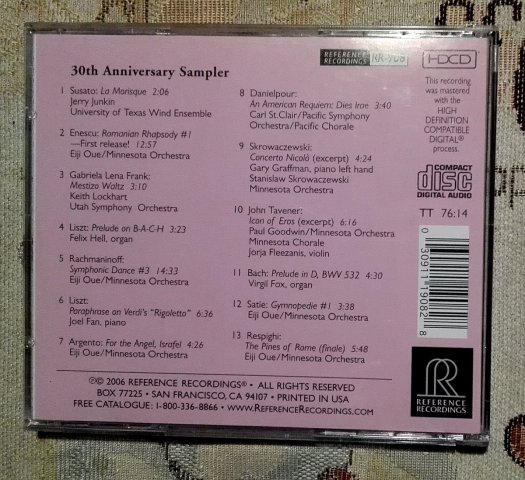 REFERENCE RECORDINGS RR-908
HDCD
30th Anniversary Sampler
1 Susato: La Morisque 2:06
Jerry Junkin
University of Texas Wind Ensemble
2 Enescu: Romanian Rhapsody #1
—First release! 12:57
Eiji Oue/Minnesota Orchestra
3 Gabriela Lena Frank:
Mestizo Waltz 3:10
Keith Lockhart
Utah Symphony Orchestra
4 Liszt: Prelude on B-A-C-H 3:23
Felix Hell, organ
5 Rachmaninoff:
Symphonic Dance #3 14:33
Eiji Oue/Minnesota Orchestra
6 Liszt:
Paraphrase on Verdi's "Rigoletto" 6:36
Joel Fan, piano
7 Argento: For the Angel, Israfel 4:26
Eiji Oue/Minnesota Orchestra
8 Danielpour:
An American Requiem: Dies Irae 3:40
Carl St.Clair/Pacific Symphony
Orchestra/Pacific Chorale
9 Skrowaczewski:
Concerto Nicolò (excerpt) 4:24
Gary Graffman, piano left hand
Stanislaw Skrowaczewski
Minnesota Orchestra
10 John Tavener:
Icon of Eros (excerpt) 6:16
Paul Goodwin/Minnesota Orchestra
Minnesota Chorale
Jorja Fleezanis, violin
11 Bach: Prelude in D, BWV 532 4:30
Virgil Fox, organ
12 Satie: Gymnopedie #1 3:38
Eiji Oue/Minnesota Orchestra
13 Respighi:
The Pines of Rome (finale) 5:48
Eiji Oue/Minnesota Orchestra
This recording
was mastered
with the
HIGH
DEFINITION
COMPATIBLE
DIGITAL®
process.
COMPACT
disc
DIGITAL AUDIO
TT 76:14
0 30911 19082 8
RR
REFERENCE
RECORDINGS
℗© 2006 REFERENCE RECORDINGS® • ALL RIGHTS RESERVED
BOX 77225 • SAN FRANCISCO, CA 94107 • PRINTED IN USA
FREE CATALOGUE: 1-800-336-8866 • WWW.REFERENCERECORDINGS.COM